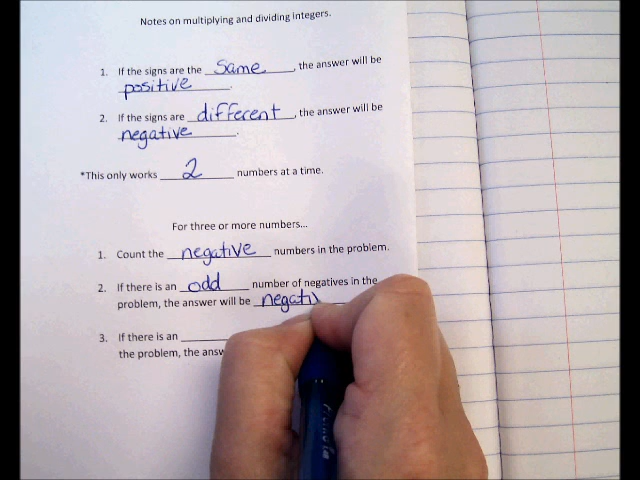 Notes on multiplying and dividing integers.
1. If the signs are the same, the answer will be
positive.
2. If the signs are different, the answer will be
negative.
*This only works 2 numbers at a time.
For three or more numbers...
1. Count the negative numbers in the problem.
2. If there is an odd number of negatives in the
problem, the answer will be negativ
3. If there is an
the problem, the answ